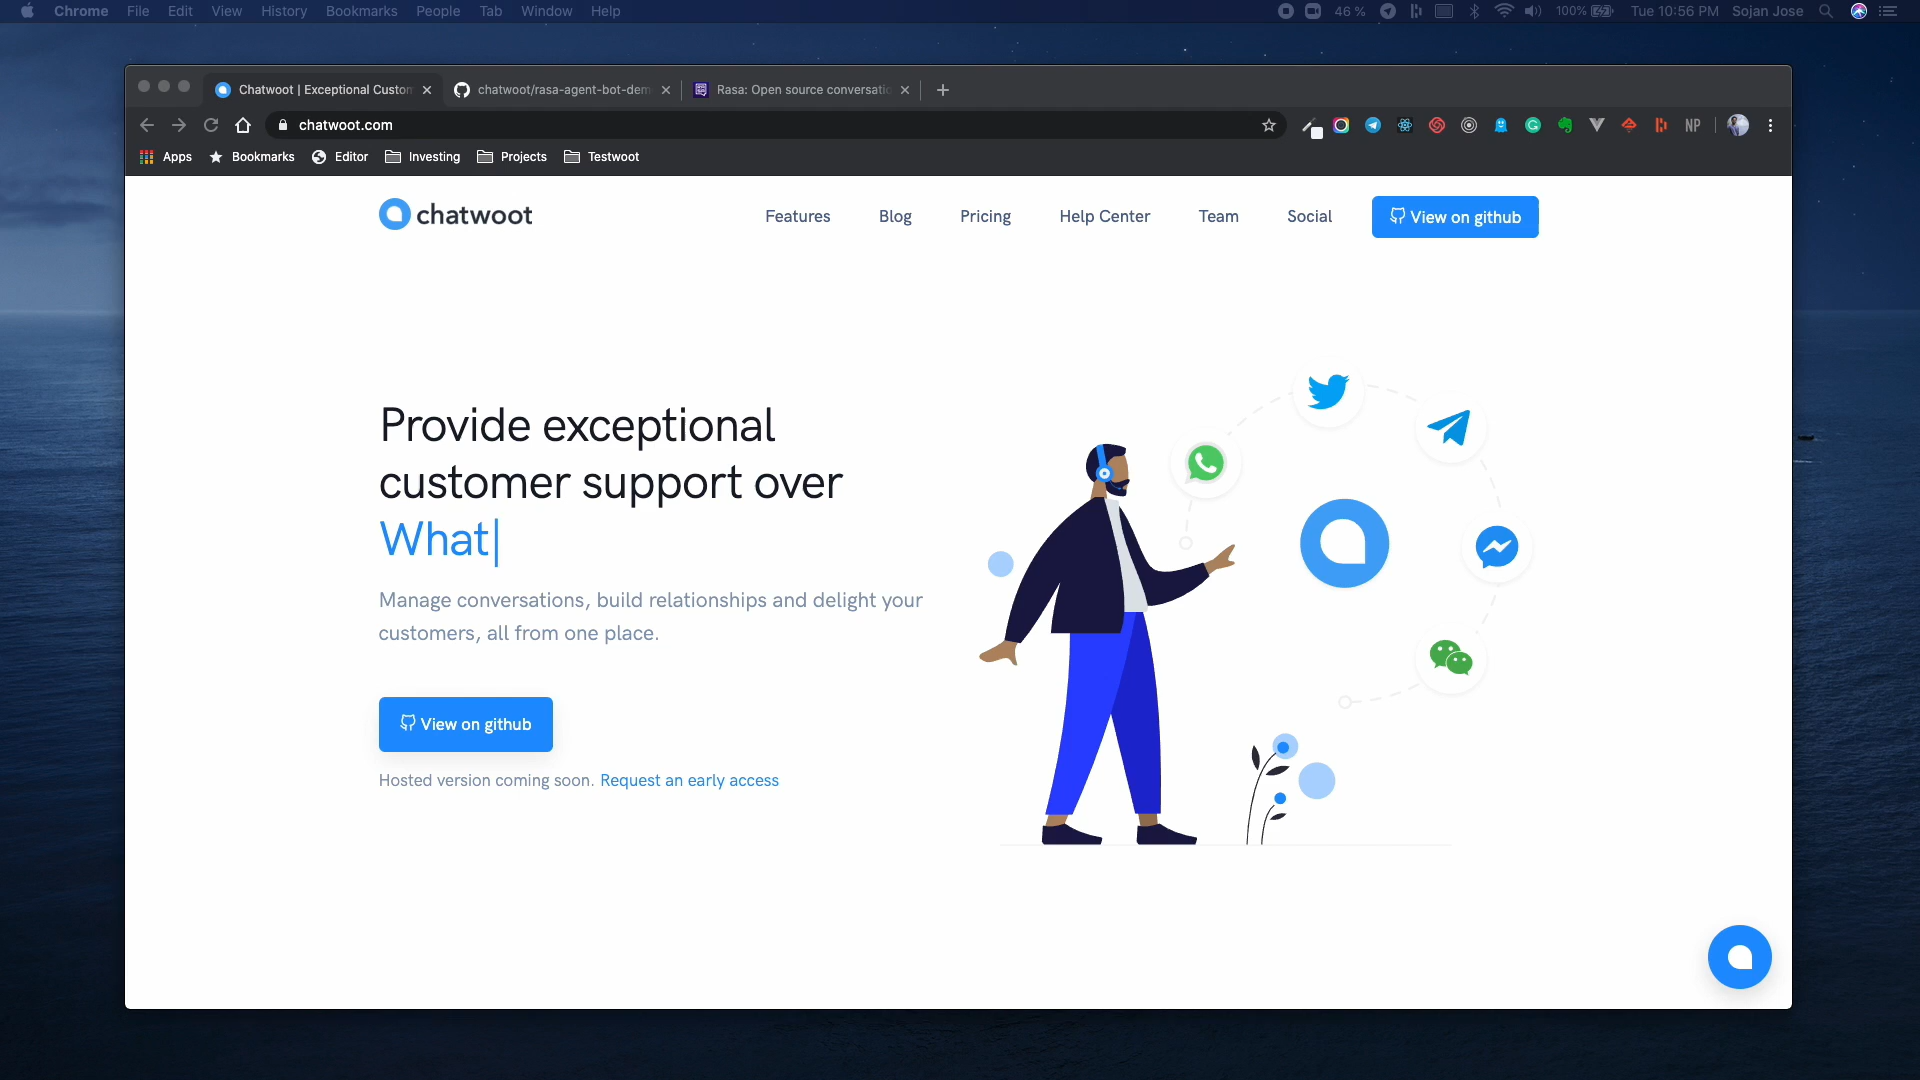 Chrome File Edit View History Bookmarks People Tab Window Help 46 % 100% Tue 10:56 PM Sojan Jose
Chatwoot | Exceptional Custom chatwoot/rasa-agent-bot-dem Rasa: Open source conversatio
chatwoot.com NP
Apps Bookmarks Editor Investing Projects Testwoot
chatwoot Features Blog Pricing Help Center Team Social View on github
Provide exceptional
customer support over
What
Manage conversations, build relationships and delight your
customers, all from one place.
View on github
Hosted version coming soon. Request an early access